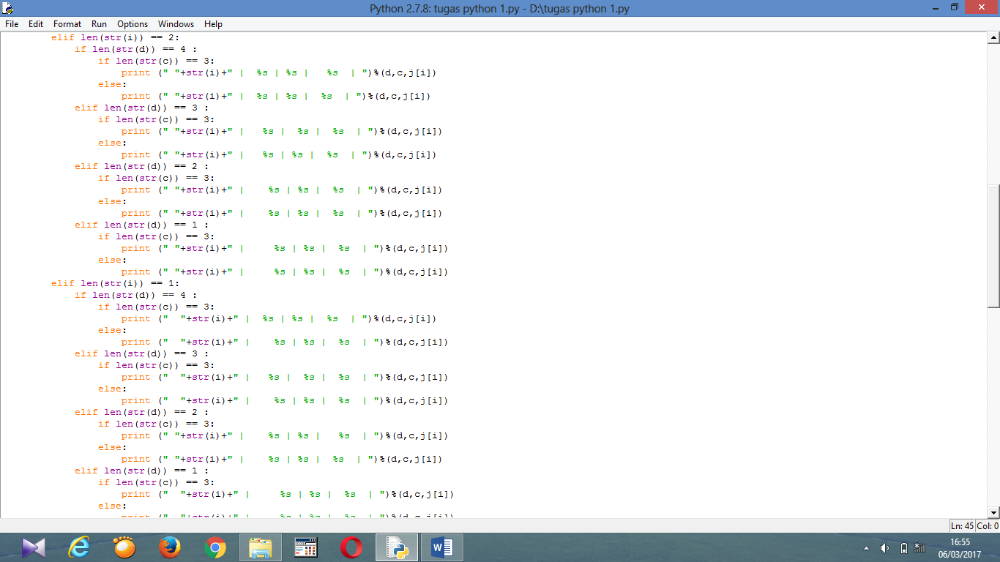 Python 2.7.8: tugas python 1.py - D:\tugas python 1.py
File Edit Format Run Options Windows Help
        elif len(str(i)) == 2:
            if len(str(d)) == 4 :
                if len(str(c)) == 3:
                    print (" "+str(i)+" |  %s | %s |   %s  | ")%(d,c,j[i])
                else:
                    print (" "+str(i)+" |  %s | %s |  %s  | ")%(d,c,j[i])
            elif len(str(d)) == 3 :
                if len(str(c)) == 3:
                    print (" "+str(i)+" |   %s |  %s |  %s  | ")%(d,c,j[i])
                else:
                    print (" "+str(i)+" |   %s | %s |  %s  | ")%(d,c,j[i])
            elif len(str(d)) == 2 :
                if len(str(c)) == 3:
                    print (" "+str(i)+" |    %s | %s |  %s  | ")%(d,c,j[i])
                else:
                    print (" "+str(i)+" |    %s | %s |  %s  | ")%(d,c,j[i])
            elif len(str(d)) == 1 :
                if len(str(c)) == 3:
                    print (" "+str(i)+" |     %s | %s |  %s  | ")%(d,c,j[i])
                else:
                    print (" "+str(i)+" |     %s | %s |  %s  | ")%(d,c,j[i])
        elif len(str(i)) == 1:
            if len(str(d)) == 4 :
                if len(str(c)) == 3:
                    print ("  "+str(i)+" |  %s | %s |  %s  | ")%(d,c,j[i])
                else:
                    print ("  "+str(i)+" |    %s | %s |  %s  | ")%(d,c,j[i])
            elif len(str(d)) == 3 :
                if len(str(c)) == 3:
                    print ("  "+str(i)+" |   %s |  %s |  %s  | ")%(d,c,j[i])
                else:
                    print ("  "+str(i)+" |    %s | %s |  %s  | ")%(d,c,j[i])
            elif len(str(d)) == 2 :
                if len(str(c)) == 3:
                    print (" "+str(i)+" |    %s | %s |   %s  | ")%(d,c,j[i])
                else:
                    print (" "+str(i)+" |    %s | %s |  %s  | ")%(d,c,j[i])
            elif len(str(d)) == 1 :
                if len(str(c)) == 3:
                    print ("  "+str(i)+" |     %s | %s |  %s  | ")%(d,c,j[i])
                else:
Ln: 45 Col: 0
16:55
06/03/2017